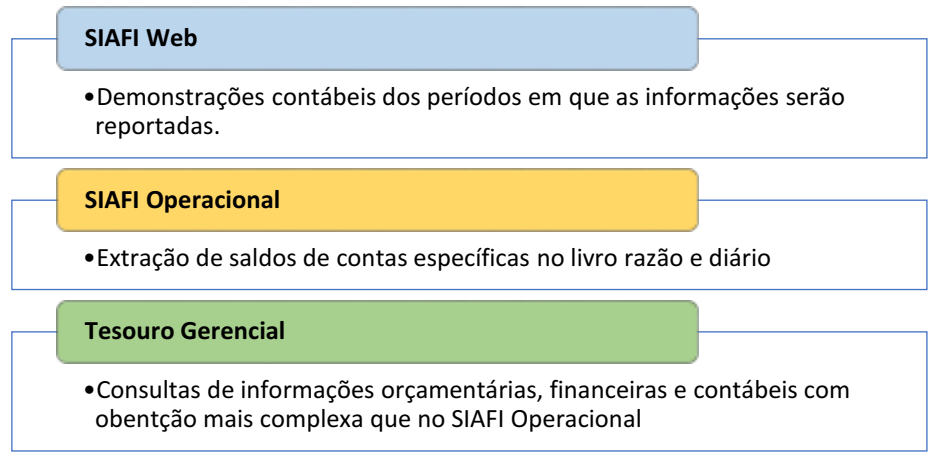 SIAFI Web
•Demonstrações contábeis dos períodos em que as informações serão
reportadas.
SIAFI Operacional
•Extração de saldos de contas específicas no livro razão e diário
Tesouro Gerencial
•Consultas de informações orçamentárias, financeiras e contábeis com
obentção mais complexa que no SIAFI Operacional